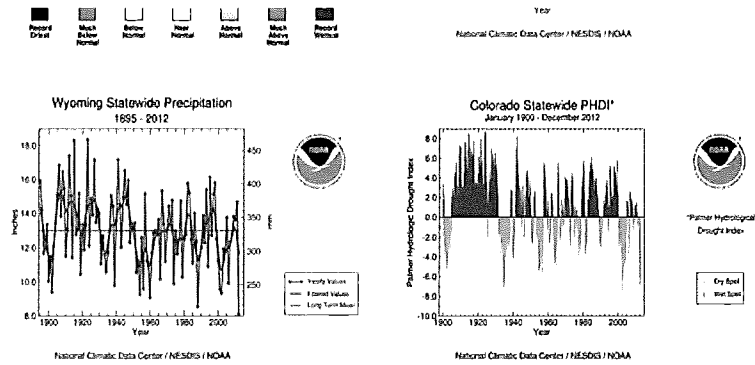 Record Driest
Much Below Normal
Below Normal
Near Normal
Above Normal
Much Above Normal
Record Wettest
Year
National Climatic Data Center / NESDIS / NOAA
Wyoming Statewide Precipitation
1895 - 2012
18.0
16.0
14.0
12.0
10.0
8.0
Inches
450
400
350
300
250
mm
1900
1920
1940
1960
1980
2000
Year
NOAA
Yearly Values
Filtered Values
Long Term Mean
National Climatic Data Center / NESDIS / NOAA
Colorado Statewide PHDI*
January 1900 - December 2012
8.0
6.0
4.0
2.0
0.0
-2.0
-4.0
-6.0
-8.0
-10.0
Palmer Hydrologic Drought Index
1900
1920
1940
1960
1980
2000
Year
NOAA
*Palmer Hydrological
Drought Index
Dry Spell
Wet Spell
National Climatic Data Center / NESDIS / NOAA